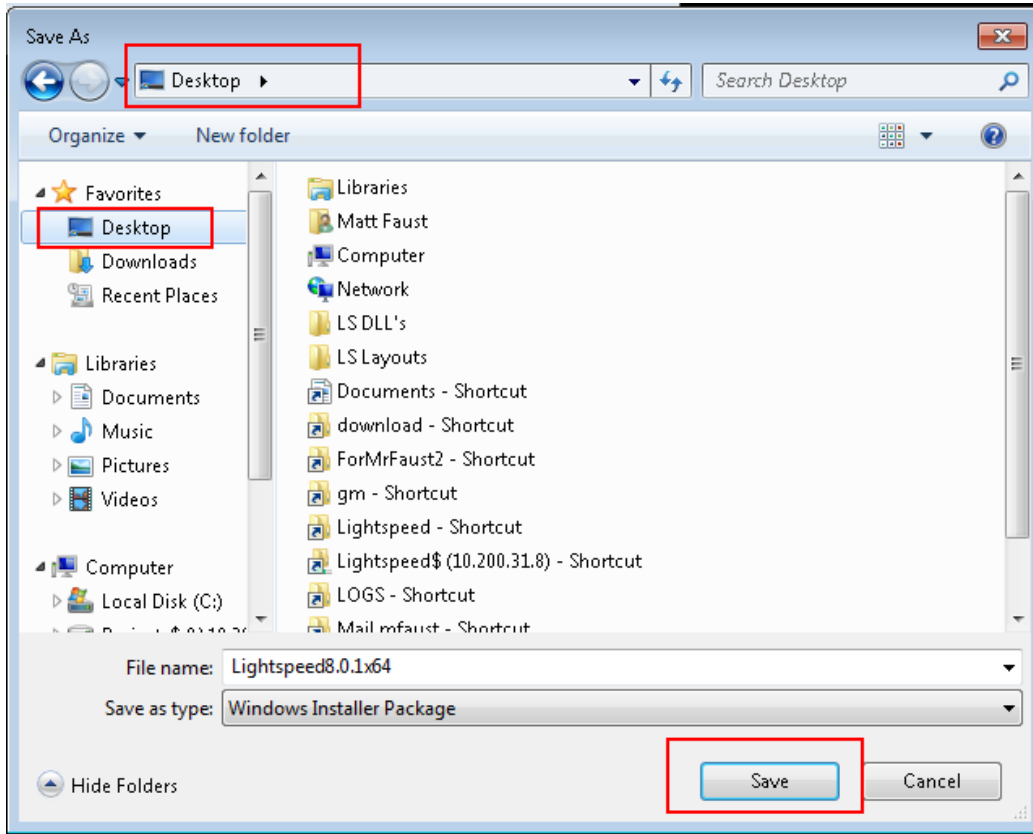 Save As
Desktop
Search Desktop
Organize
New folder
Favorites
Desktop
Downloads
Recent Places
Libraries
Documents
Music
Pictures
Videos
Computer
Local Disk (C:)
Libraries
Matt Faust
Computer
Network
LS DLL's
LS Layouts
Documents - Shortcut
download - Shortcut
ForMrFaust2 - Shortcut
gm - Shortcut
Lightspeed - Shortcut
Lightspeed$ (10.200.31.8) - Shortcut
LOGS - Shortcut
Mail mfaust - Shortcut
File name: Lightspeed8.0.1x64
Save as type: Windows Installer Package
Hide Folders
Save
Cancel